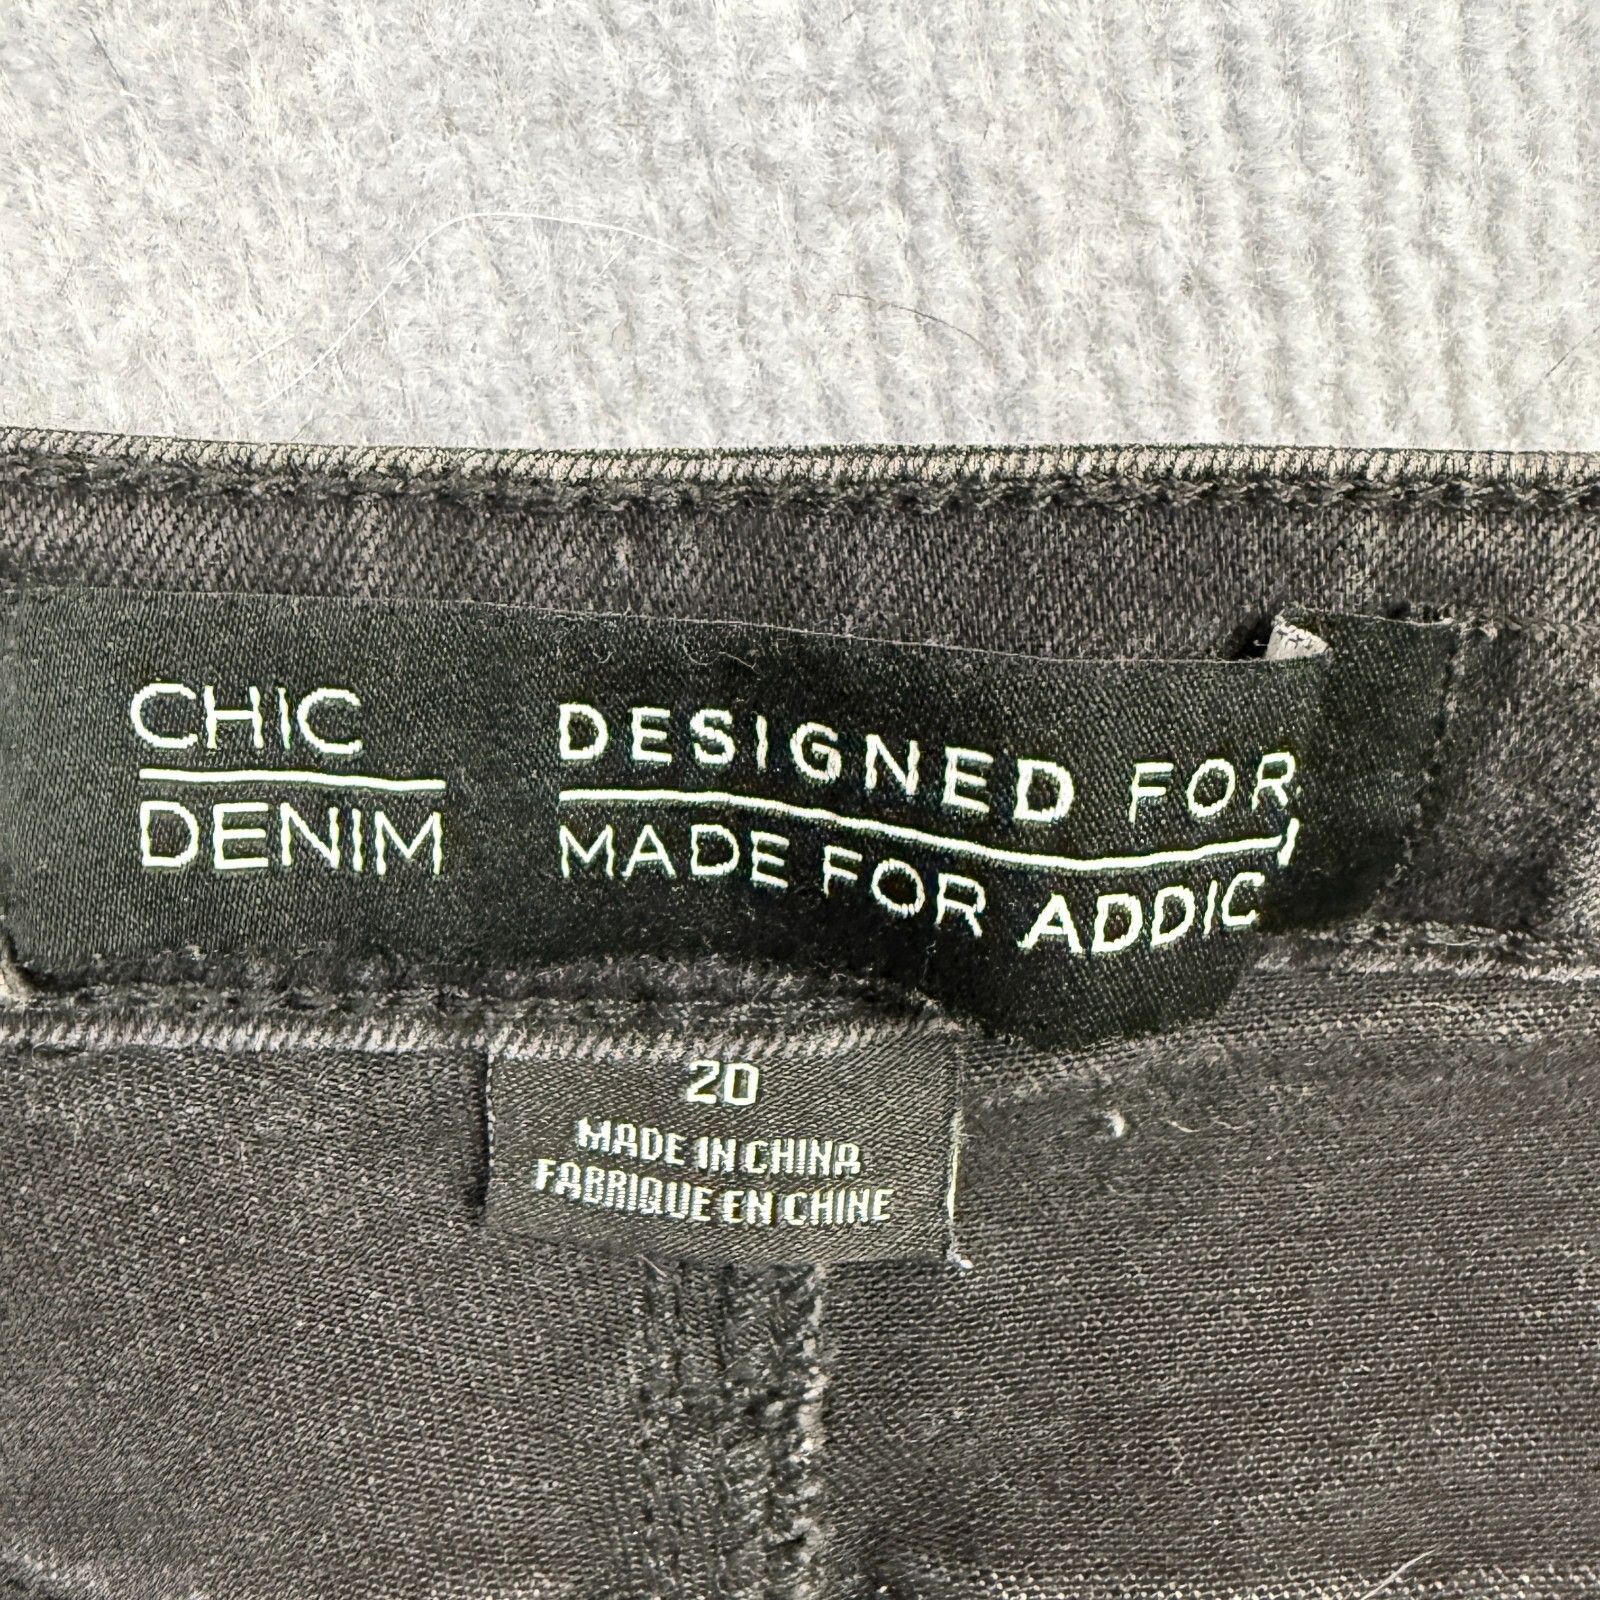 CHIC
DENIM
DESIGNED FOR
MADE FOR ADDIC
20
MADE IN CHINA
FABRIQUE EN CHINE